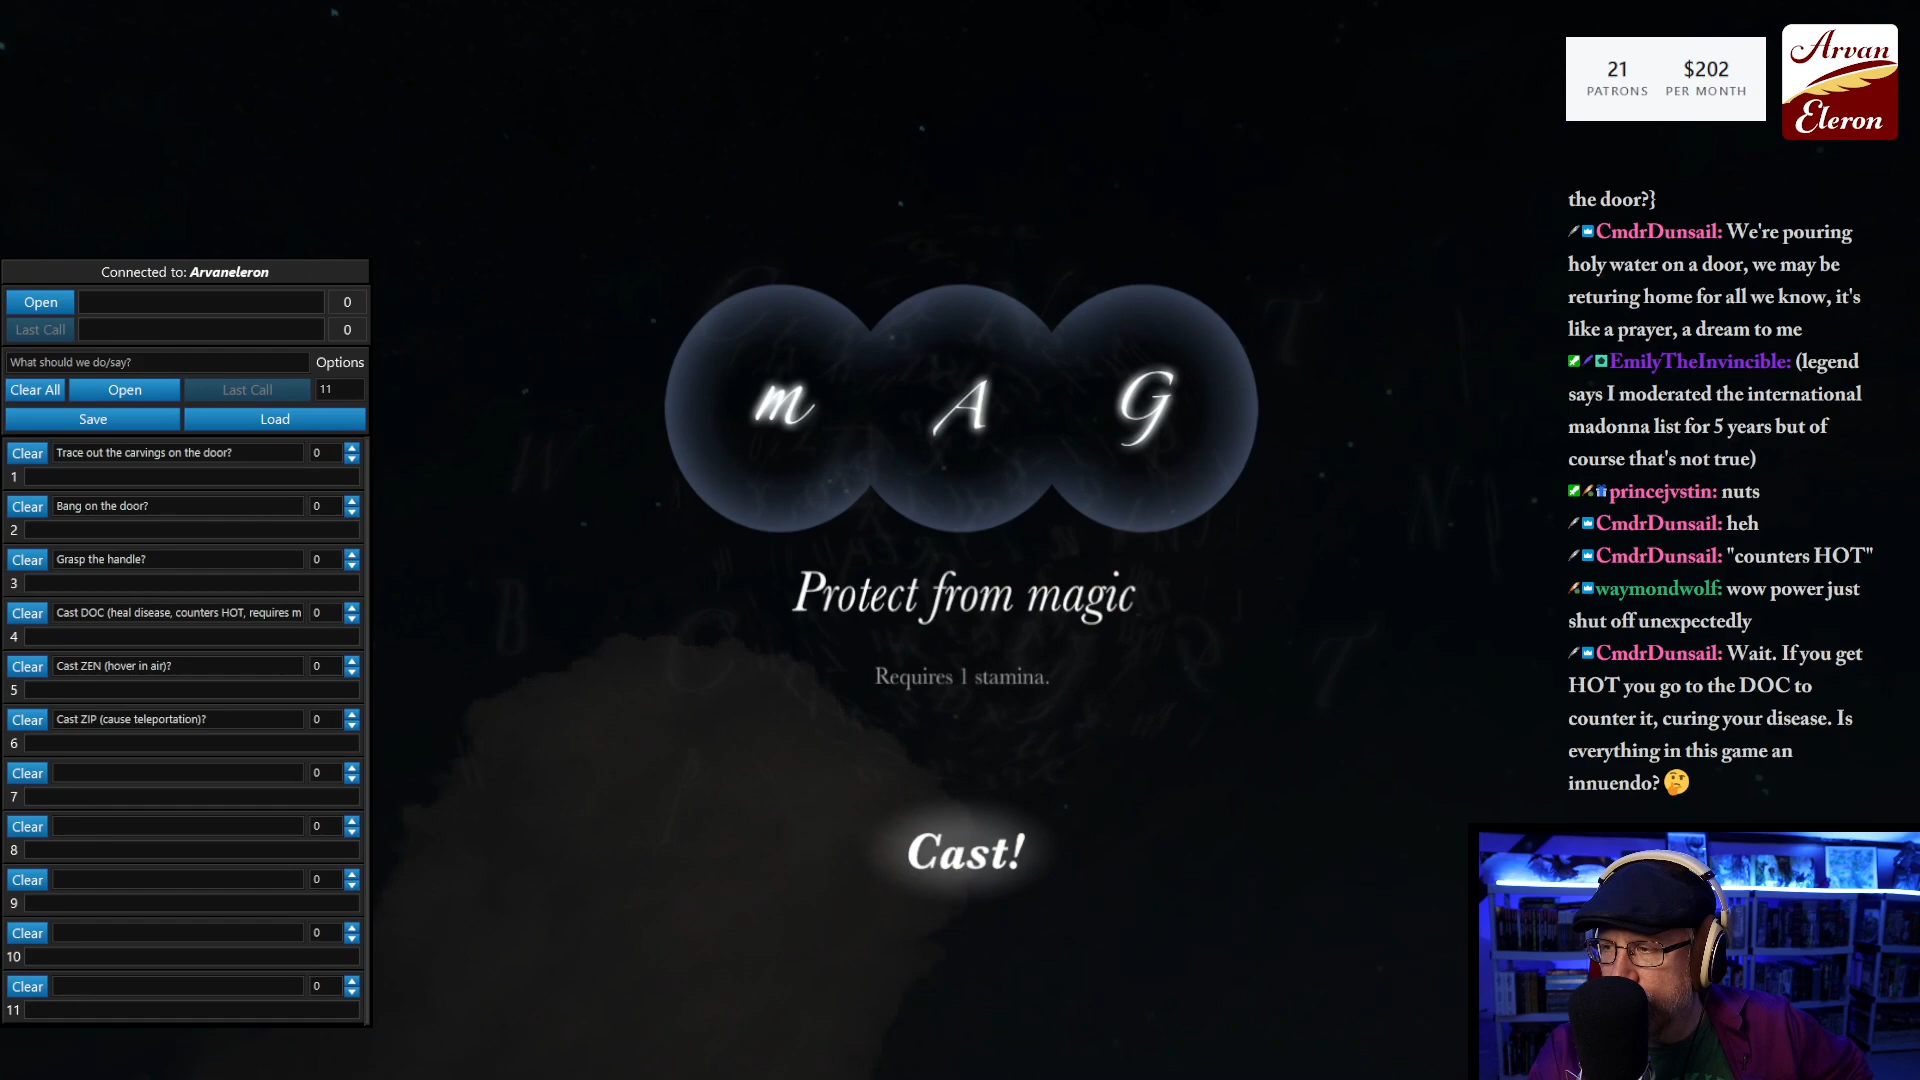 Connected to: Arvaneleron
Open 0
Last Call 0
What should we do/say? Options
Clear All Open Last Call 11
Save Load
Clear Trace out the carvings on the door? 0
1
Clear Bang on the door? 0
2
Clear Grasp the handle? 0
3
Clear Cast DOC (heal disease, counters HOT, requires m 0
4
Clear Cast ZEN (hover in air)? 0
5
Clear Cast ZIP (cause teleportation)? 0
6
Clear 0
7
Clear 0
8
Clear 0
9
Clear 0
10
Clear 0
11
m A G
Protect from magic
Requires 1 stamina.
Cast!
21 $202
PATRONS PER MONTH
Arvan
Eleron
the door?}
CmdrDunsail: We're pouring
holy water on a door, we may be
returing home for all we know, it's
like a prayer, a dream to me
EmilyTheInvincible: (legend
says I moderated the international
madonna list for 5 years but of
course that's not true)
princejvstin: nuts
CmdrDunsail: heh
CmdrDunsail: "counters HOT"
waymondwolf: wow power just
shut off unexpectedly
CmdrDunsail: Wait. If you get
HOT you go to the DOC to
counter it, curing your disease. Is
everything in this game an
innuendo? 🤔